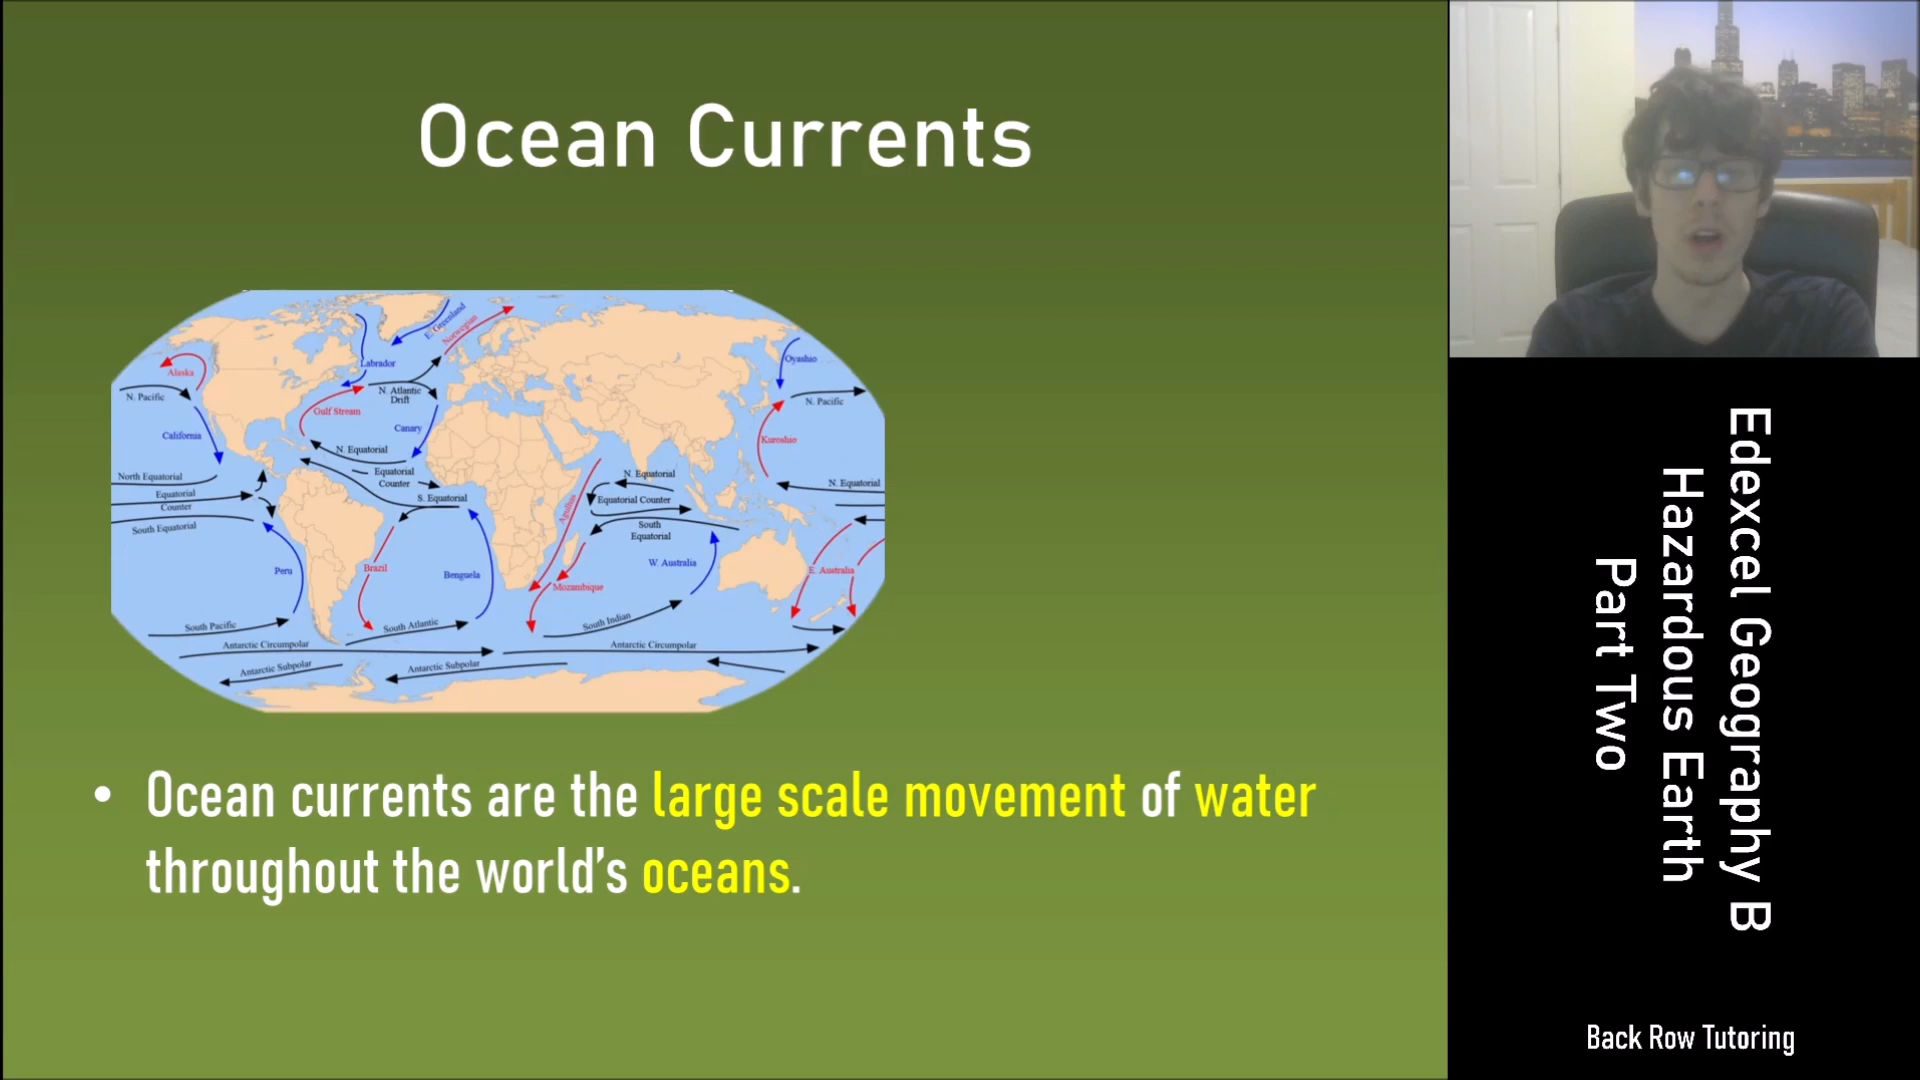 Ocean Currents
E. Greenland
Norwegian
Labrador
Alaska
N. Pacific
N. Atlantic
Drift
Gulf Stream
California
Canary
N. Equatorial
North Equatorial
Equatorial
Counter
Equatorial
Counter
South Equatorial
S. Equatorial
Peru
Brazil
Benguela
South Pacific
South Atlantic
Antarctic Circumpolar
Antarctic Subpolar
Antarctic Subpolar
Agulhas
Mozambique
N. Equatorial
Equatorial Counter
South
Equatorial
W. Australia
South Indian
Antarctic Circumpolar
Oyashio
N. Pacific
Kuroshio
N. Equatorial
E. Australia
• Ocean currents are the large scale movement of water
throughout the world’s oceans.
Edexcel Geography B
Hazardous Earth
Part Two
Back Row Tutoring